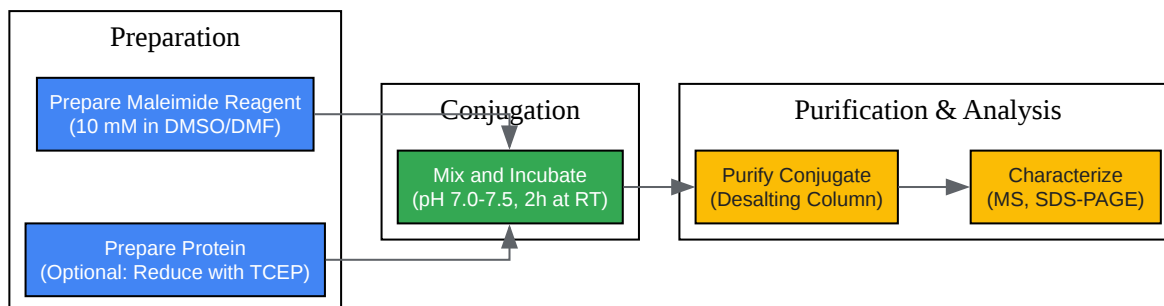 Preparation
Prepare Maleimide Reagent
(10 mM in DMSO/DMF)
Prepare Protein
(Optional: Reduce with TCEP)
Conjugation
Mix and Incubate
(pH 7.0-7.5, 2h at RT)
Purification & Analysis
Purify Conjugate
(Desalting Column)
Characterize
(MS, SDS-PAGE)